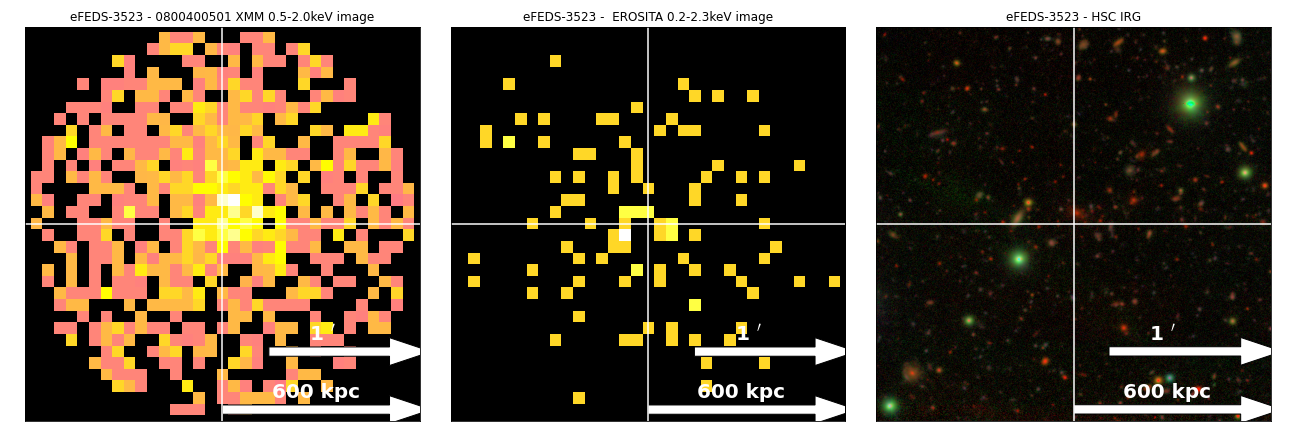 eFEDS-3523 - 0800400501 XMM 0.5-2.0keV image
eFEDS-3523 -  EROSITA 0.2-2.3keV image
eFEDS-3523 - HSC IRG
1 ′
600 kpc
1 ′
600 kpc
1 ′
600 kpc